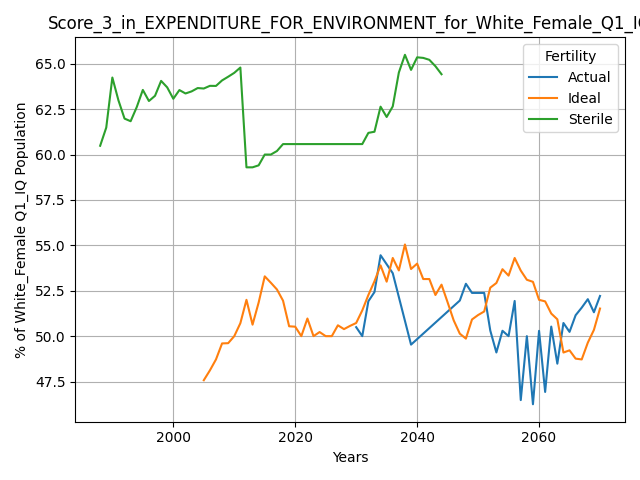 Score_3_in_EXPENDITURE_FOR_ENVIRONMENT_for_White_Female_Q1_IQ
Fertility
Actual
Ideal
Sterile
% of White_Female Q1_IQ Population
65.0
62.5
60.0
57.5
55.0
52.5
50.0
47.5
2000
2020
2040
2060
Years